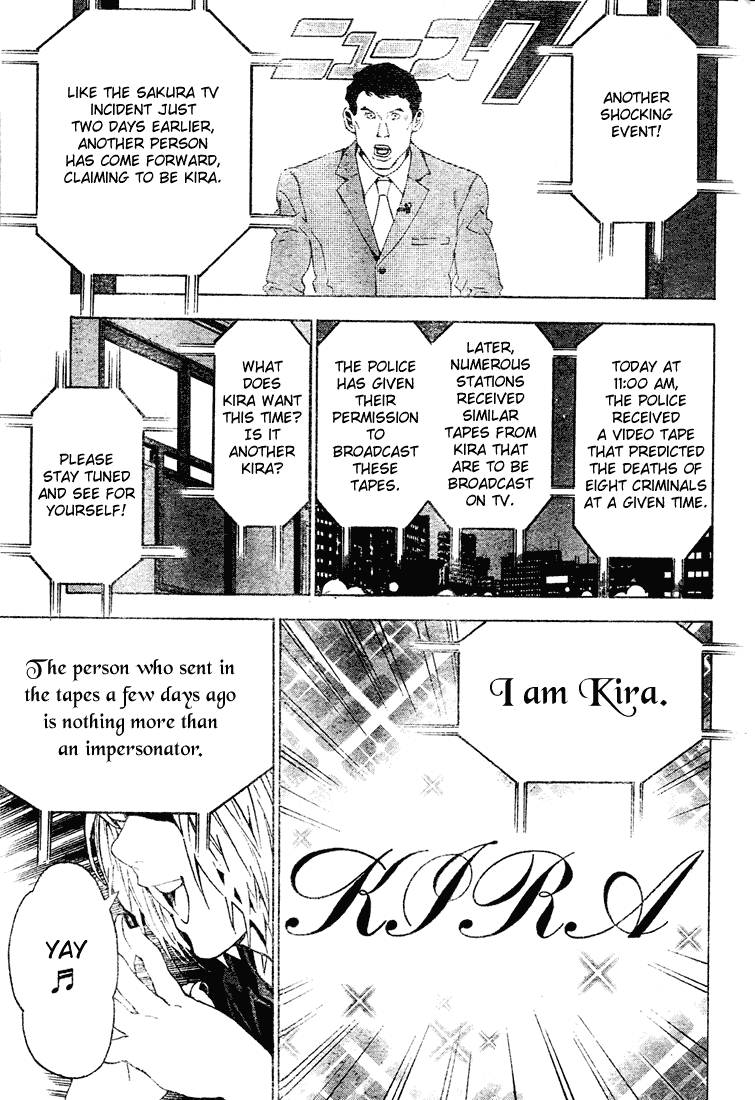 ニュース7
ANOTHER
SHOCKING
EVENT!
LIKE THE SAKURA TV
INCIDENT JUST
TWO DAYS EARLIER,
ANOTHER PERSON
HAS COME FORWARD,
CLAIMING TO BE KIRA.
TODAY AT
11:00 AM,
THE POLICE
RECEIVED
A VIDEO TAPE
THAT PREDICTED
THE DEATHS OF
EIGHT CRIMINALS
AT A GIVEN TIME.
LATER,
NUMEROUS
STATIONS
RECEIVED
SIMILAR
TAPES FROM
KIRA THAT
ARE TO BE
BROADCAST
ON TV.
THE POLICE
HAS GIVEN
THEIR
PERMISSION
TO
BROADCAST
THESE
TAPES.
WHAT
DOES
KIRA WANT
THIS TIME?
IS IT
ANOTHER
KIRA?
PLEASE
STAY TUNED
AND SEE FOR
YOURSELF!
I am Kira.
KIRA
The person who sent in
the tapes a few days ago
is nothing more than
an impersonator.
YAY
♬